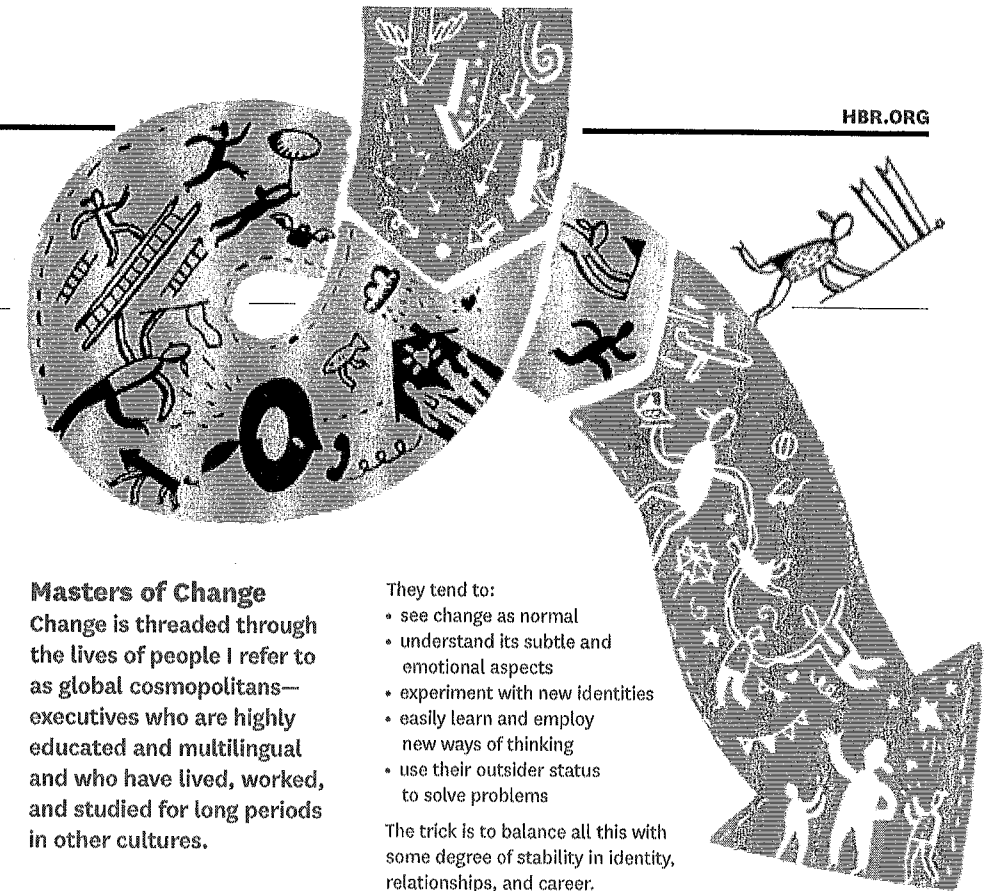 HBR.ORG
Masters of Change
Change is threaded through
the lives of people I refer to
as global cosmopolitans—
executives who are highly
educated and multilingual
and who have lived, worked,
and studied for long periods
in other cultures.
They tend to:
• see change as normal
• understand its subtle and
emotional aspects
• experiment with new identities
• easily learn and employ
new ways of thinking
• use their outsider status
to solve problems
The trick is to balance all this with
some degree of stability in identity,
relationships, and career.